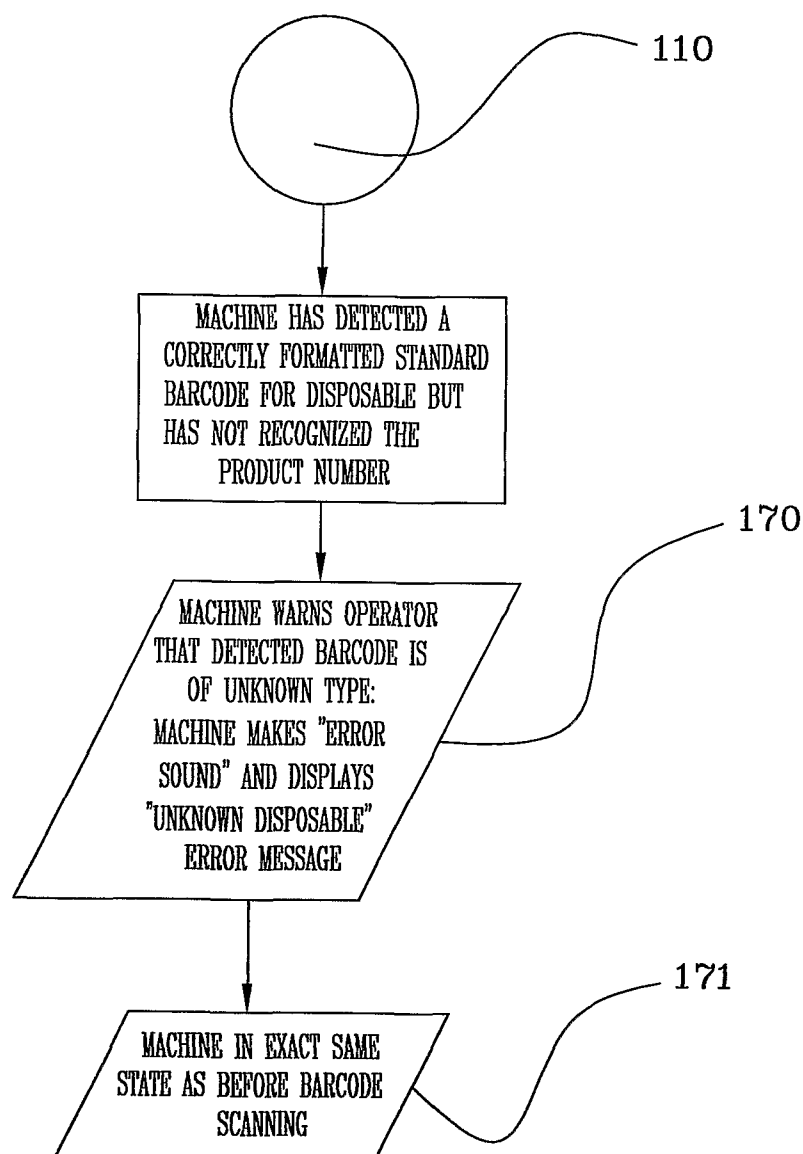 110
MACHINE HAS DETECTED A
CORRECTLY FORMATTED STANDARD
BARCODE FOR DISPOSABLE BUT
HAS NOT RECOGNIZED THE
PRODUCT NUMBER
170
MACHINE WARNS OPERATOR
THAT DETECTED BARCODE IS
OF UNKNOWN TYPE:
MACHINE MAKES "ERROR
SOUND" AND DISPLAYS
"UNKNOWN DISPOSABLE"
ERROR MESSAGE
171
MACHINE IN EXACT SAME
STATE AS BEFORE BARCODE
SCANNING